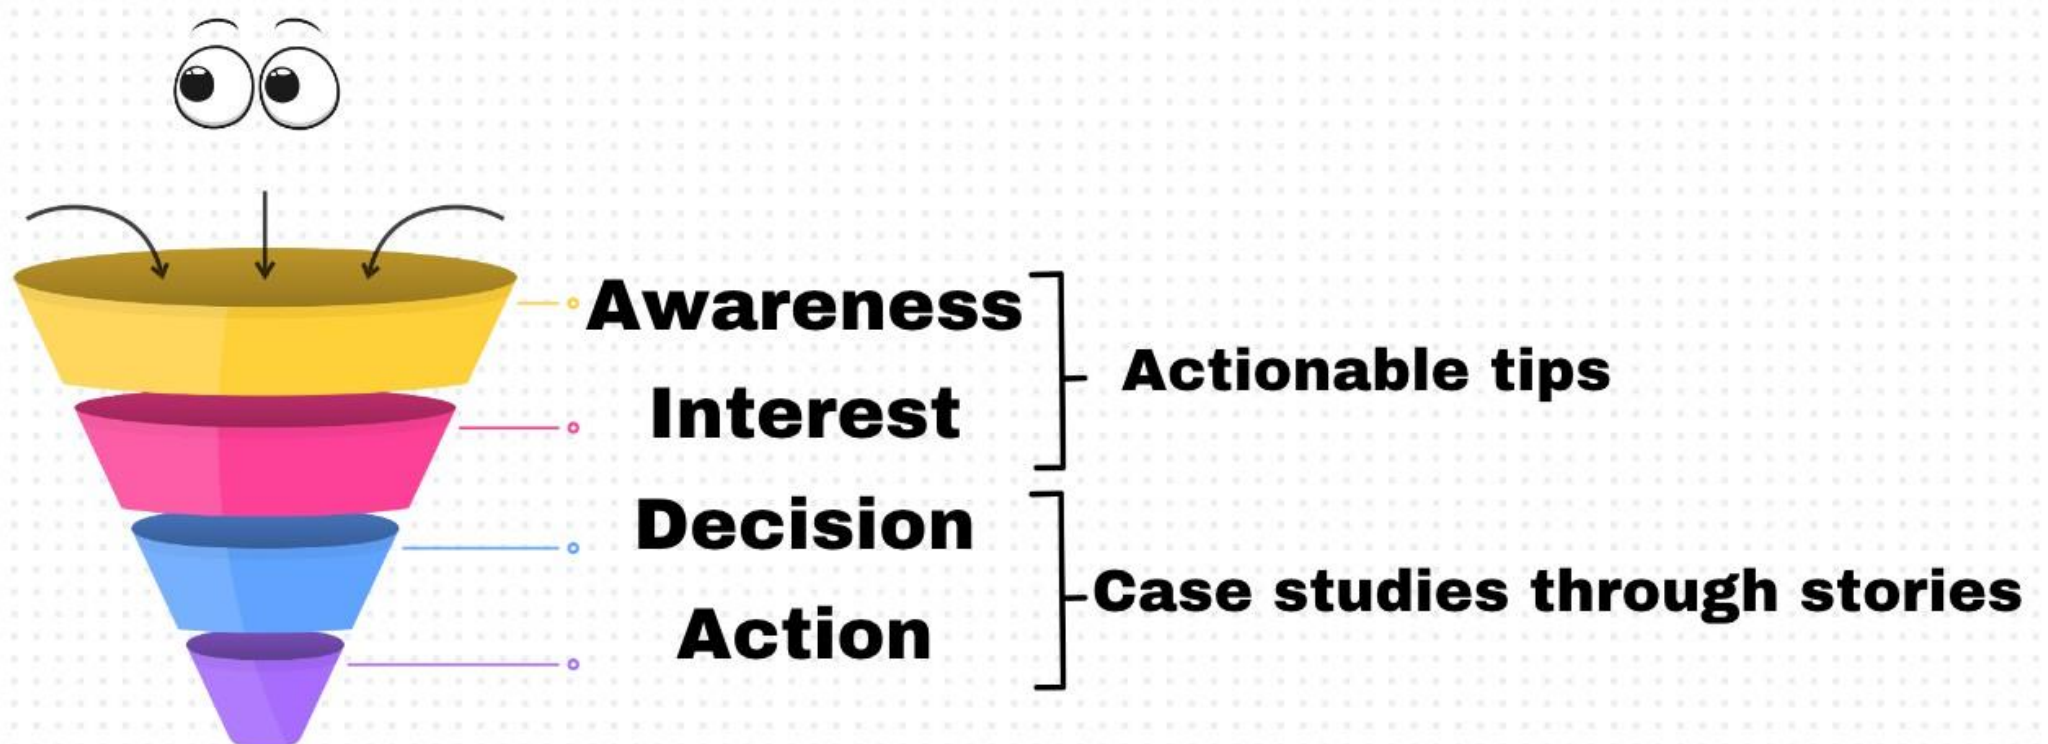 Awareness
Interest
Actionable tips
Decision
Action
Case studies through stories